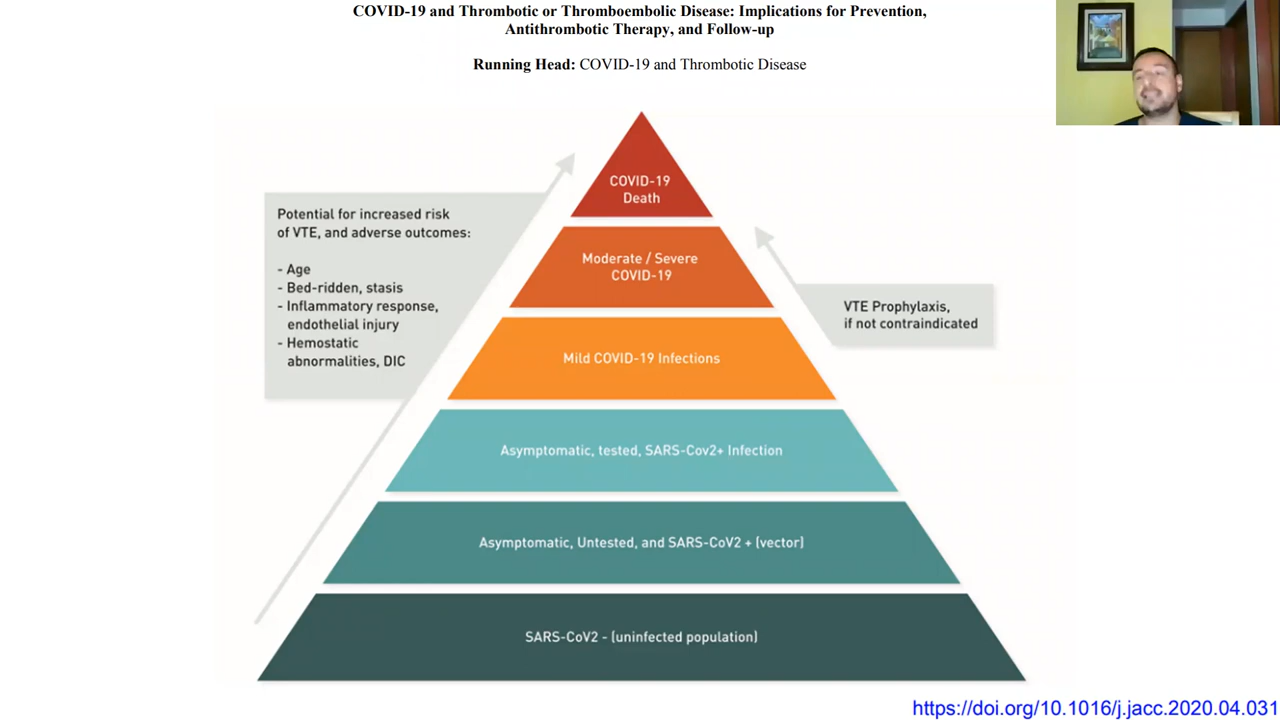 COVID-19 and Thrombotic or Thromboembolic Disease: Implications for Prevention,
Antithrombotic Therapy, and Follow-up
Running Head: COVID-19 and Thrombotic Disease
COVID-19
Death
Potential for increased risk
of VTE, and adverse outcomes:
- Age
- Bed-ridden, stasis
- Inflammatory response,
endothelial injury
- Hemostatic
abnormalities, DIC
Moderate / Severe
COVID-19
VTE Prophylaxis,
if not contraindicated
Mild COVID-19 Infections
Asymptomatic, tested, SARS-Cov2+ Infection
Asymptomatic, Untested, and SARS-CoV2 + (vector)
SARS-CoV2 - (uninfected population)
https://doi.org/10.1016/j.jacc.2020.04.031